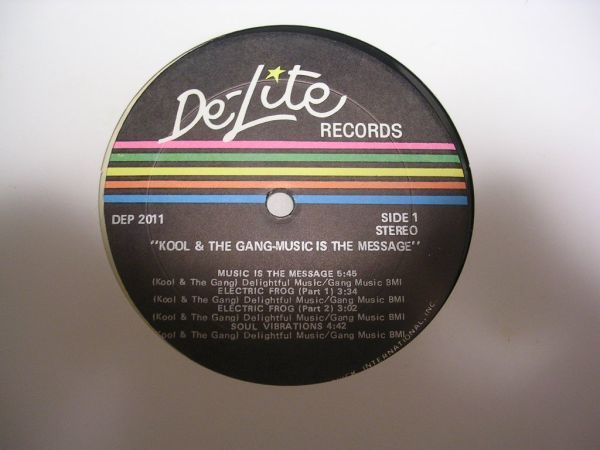 De-Lite
RECORDS
DEP 2011
SIDE 1
STEREO
"KOOL & THE GANG-MUSIC IS THE MESSAGE"
MUSIC IS THE MESSAGE 5:45
(Kool & The Gang) Delightful Music/Gang Music BMI
ELECTRIC FROG (Part 1) 3:34
(Kool & The Gang) Delightful Music/Gang Music BMI
ELECTRIC FROG (Part 2) 3:02
(Kool & The Gang) Delightful Music/Gang Music BMI
SOUL VIBRATIONS 4:42
(Kool & The Gang) Delightful Music/Gang Music BMI
INTERNATIONAL, INC.